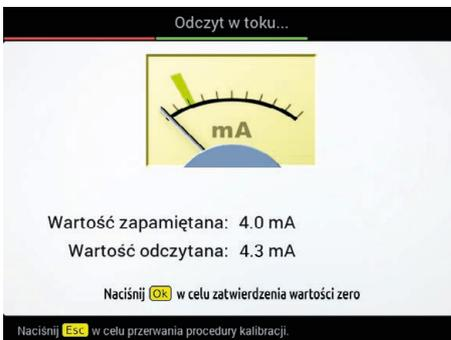 Odczyt w toku...
mA
Wartość zapamiętana: 4.0 mA
Wartość odczytana: 4.3 mA
Naciśnij Ok w celu zatwierdzenia wartości zero
Naciśnij Esc w celu przerwania procedury kalibracji.